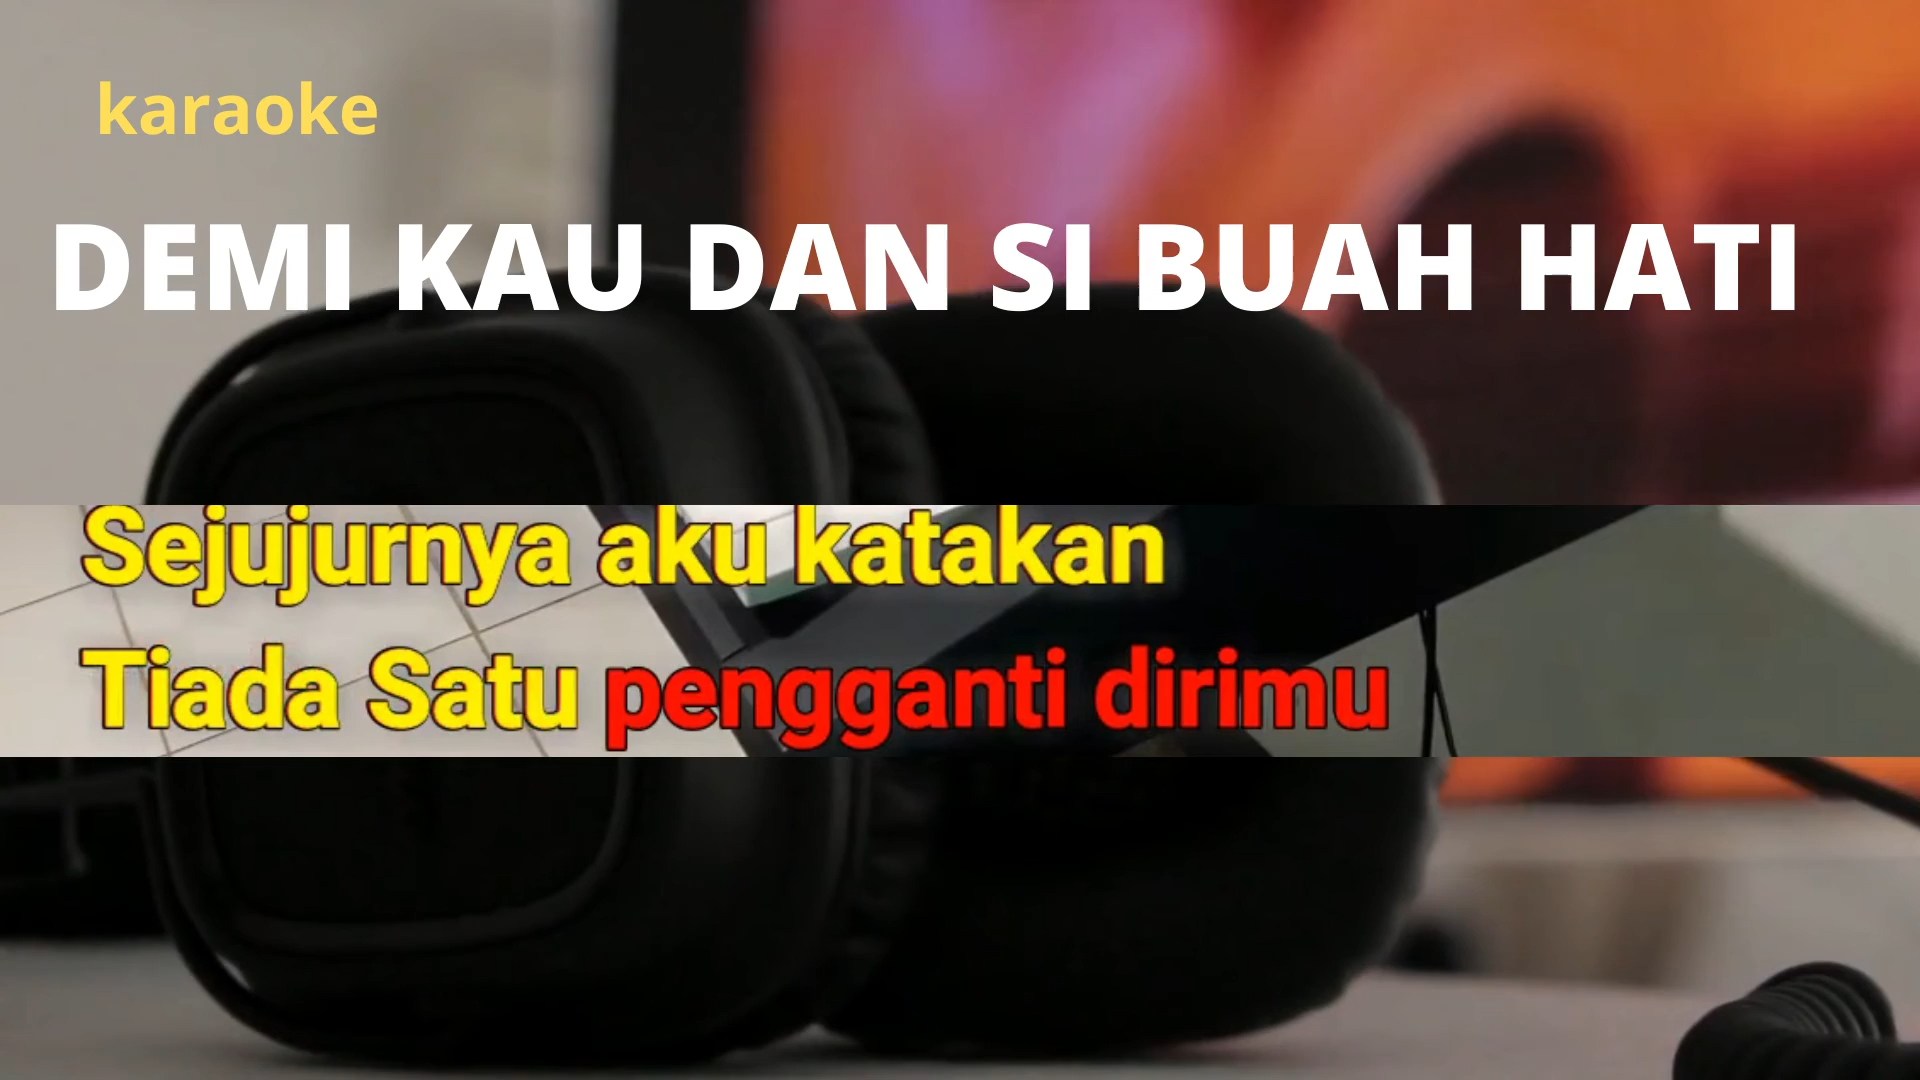 karaoke
DEMI KAU DAN SI BUAH HATI
Sejujurnya aku katakan
Tiada Satu pengganti dirimu